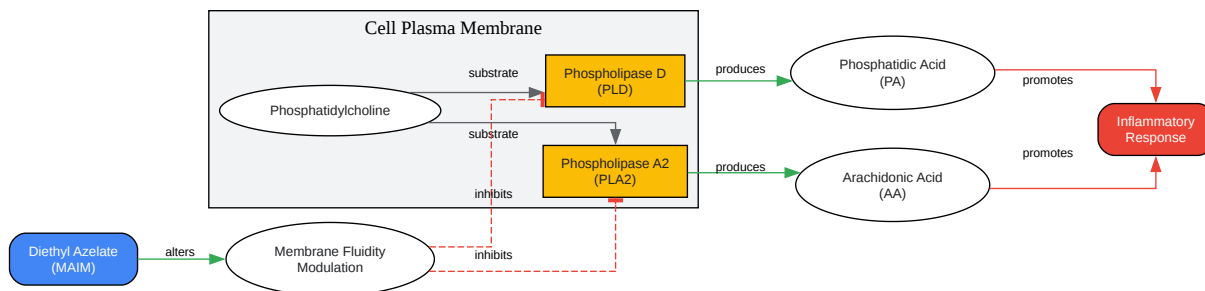 Cell Plasma Membrane
Phosphatidylcholine
substrate
substrate
Phospholipase D
(PLD)
Phospholipase A2
(PLA2)
produces
produces
Phosphatidic Acid
(PA)
Arachidonic Acid
(AA)
promotes
promotes
Inflammatory
Response
Diethyl Azelate
(MAIM)
alters
Membrane Fluidity
Modulation
inhibits
inhibits